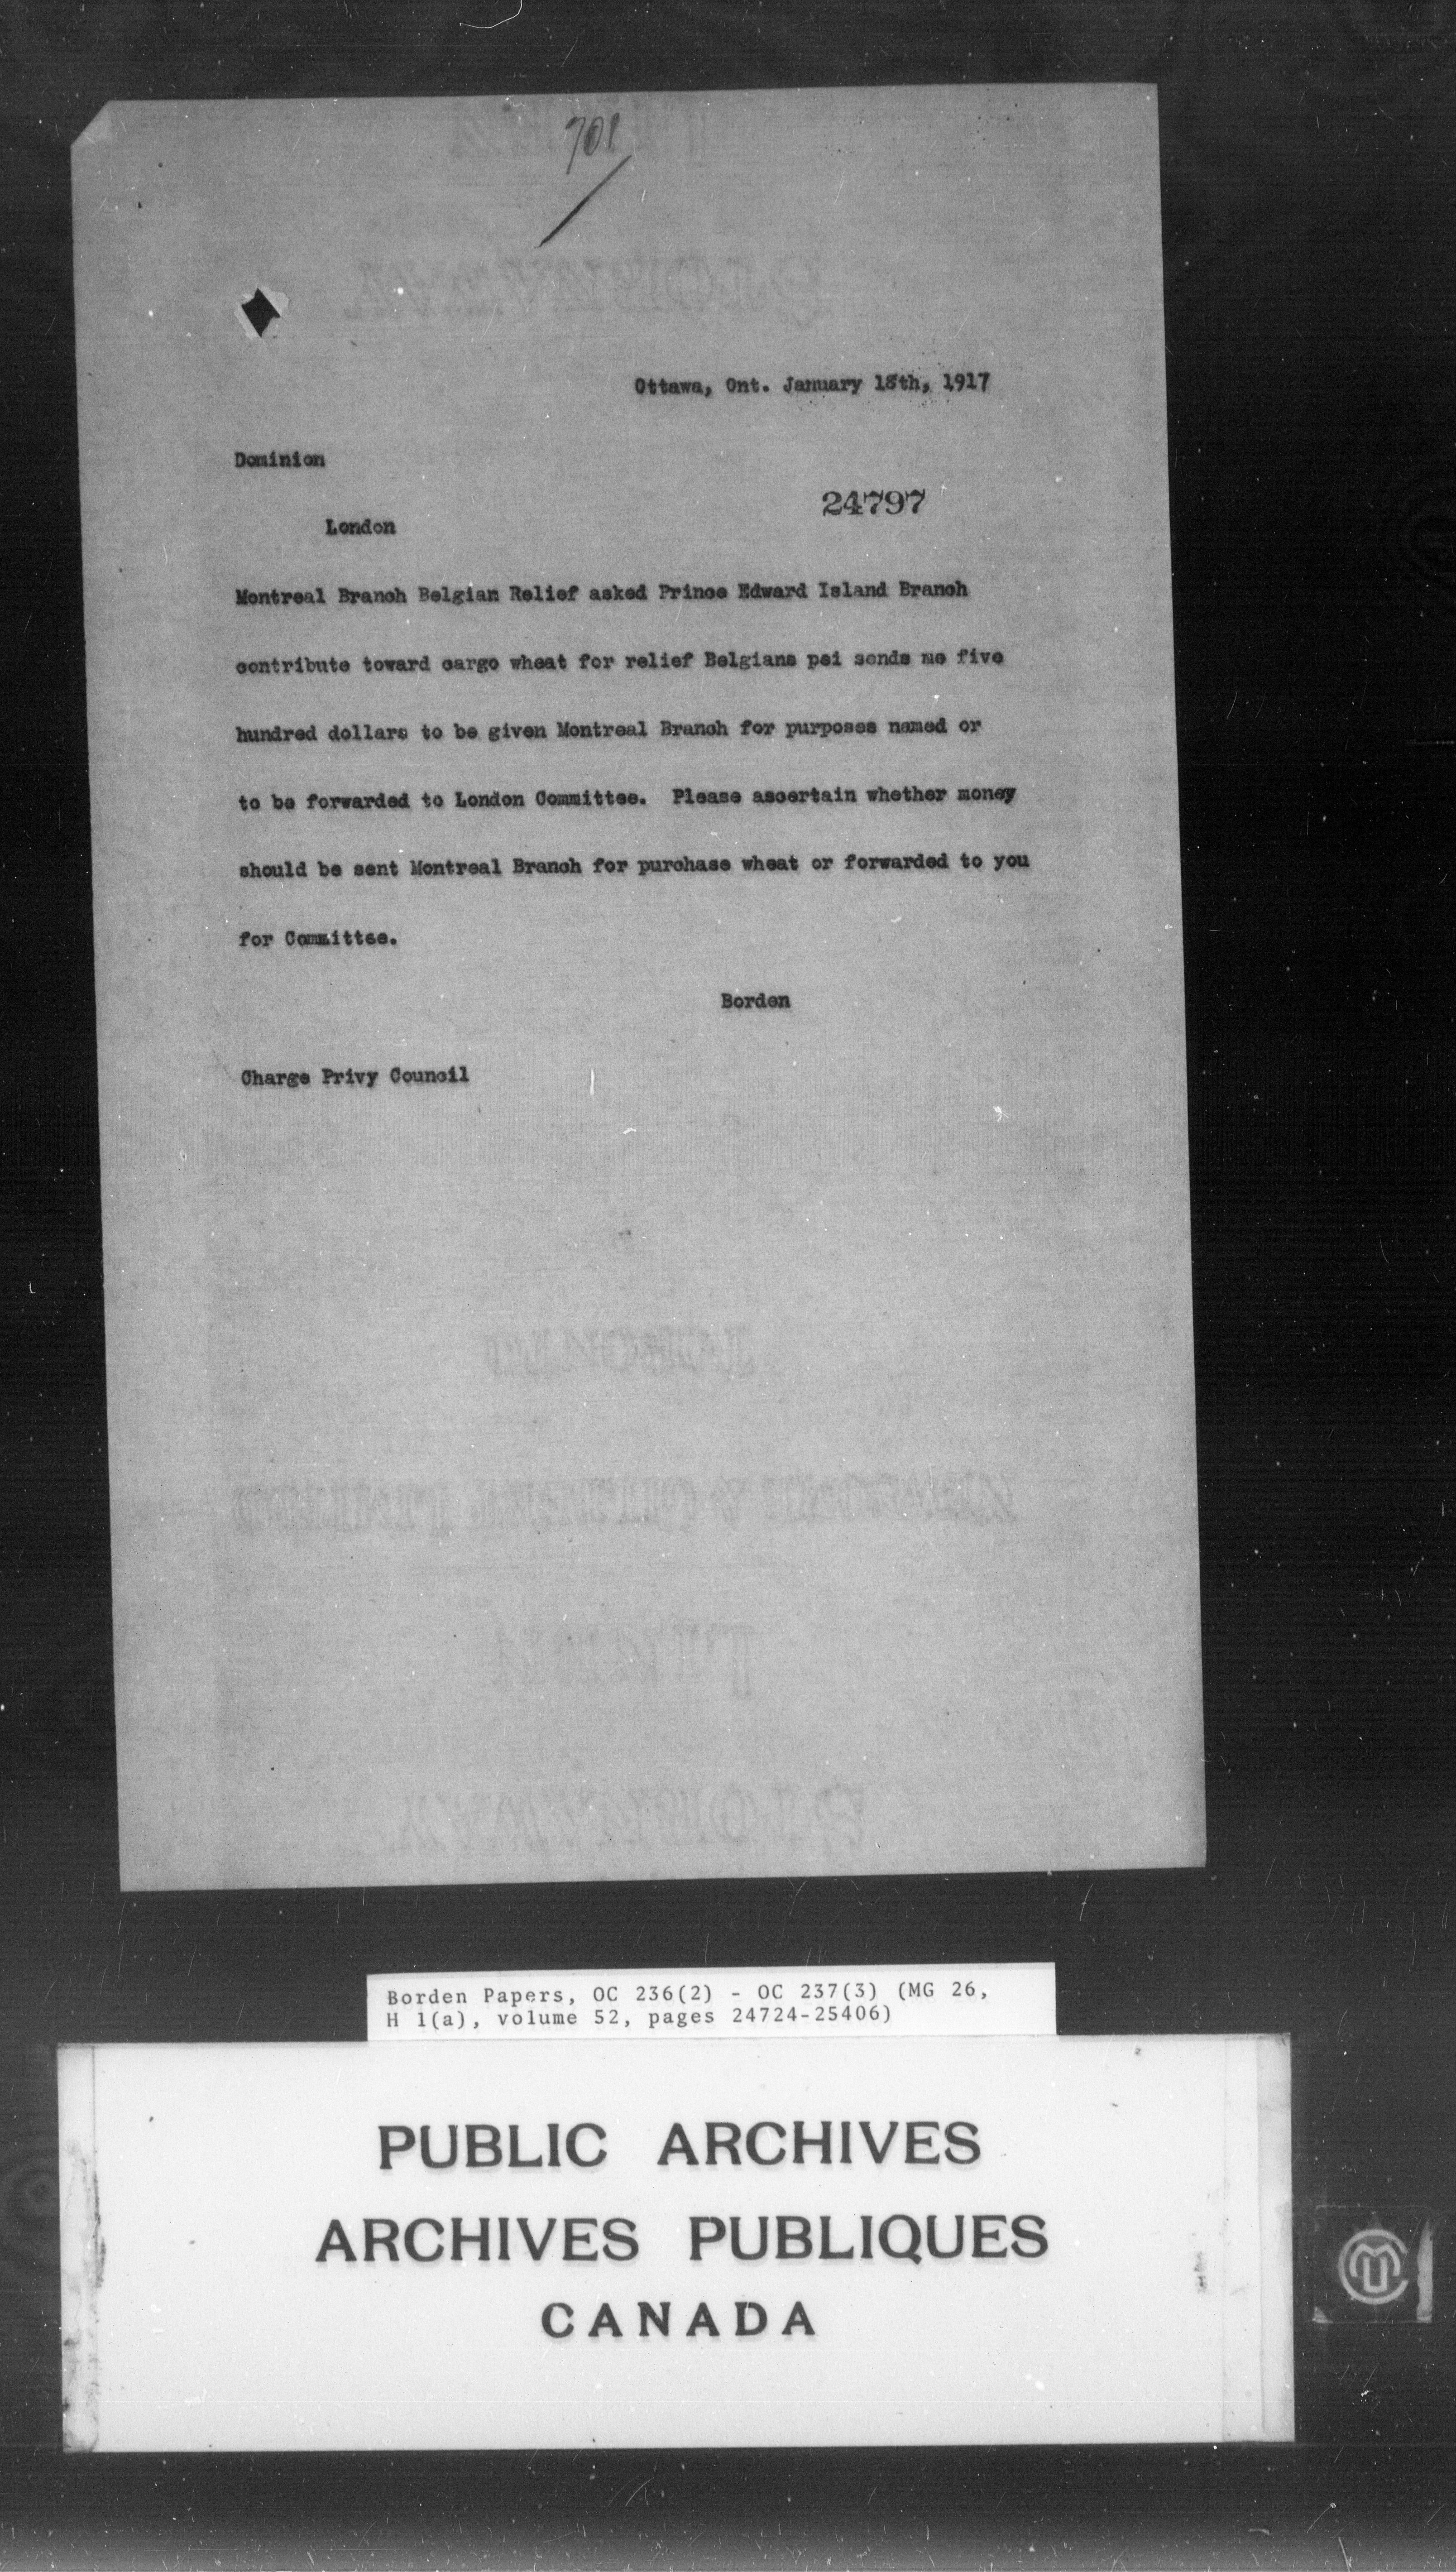 701
Ottawa, Ont. January 18th, 1917
Dominion
24797
London
Montreal Branch Belgian Relief asked Prince Edward Island Branch
contribute toward cargo wheat for relief Belgians pei sends me five
hundred dollars to be given Montreal Branch for purposes named or
to be forwarded to London Committee. Please ascertain whether money
should be sent Montreal Branch for purchase wheat or forwarded to you
for Committee.
Borden
Charge Privy Council
Borden Papers, OC 236(2) - OC 237(3) (MG 26,
H 1(a), volume 52, pages 24724-25406)
PUBLIC ARCHIVES
ARCHIVES PUBLIQUES
CANADA